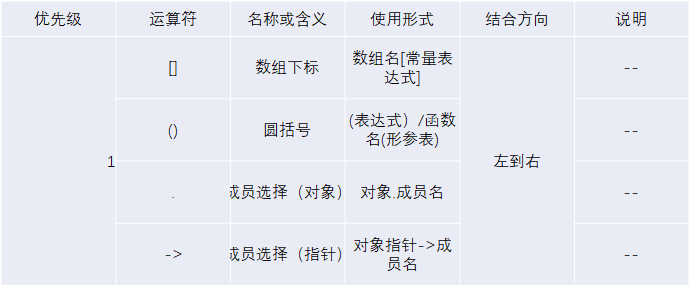 优先级 运算符 名称或含义 使用形式 结合方向 说明
1
[] 数组下标 数组名[常量表
达式] --
() 圆括号 (表达式）/函数
名(形参表) --
左到右
. 成员选择（对象） 对象.成员名 --
-> 成员选择（指针） 对象指针->成
员名 --